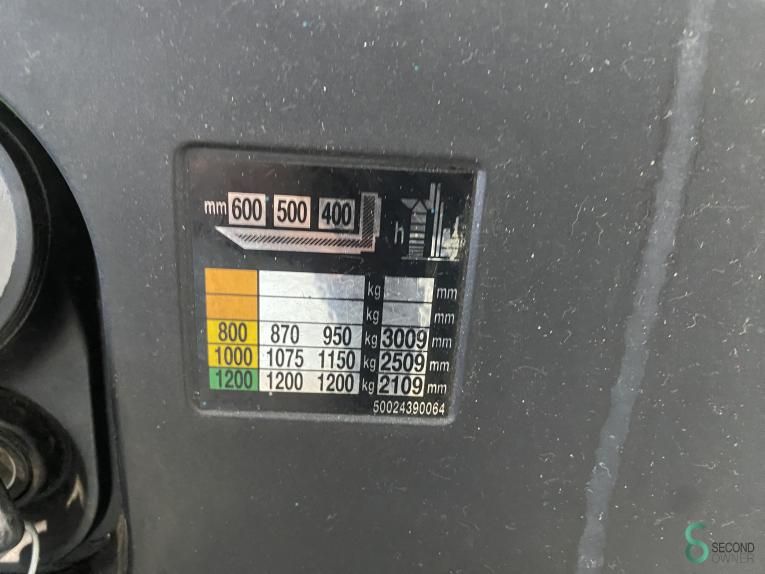 mm 600 500 400
h
kg mm
kg mm
800 870 950 kg 3009 mm
1000 1075 1150 kg 2509 mm
1200 1200 1200 kg 2109 mm
50024390064
SECOND
OWNER